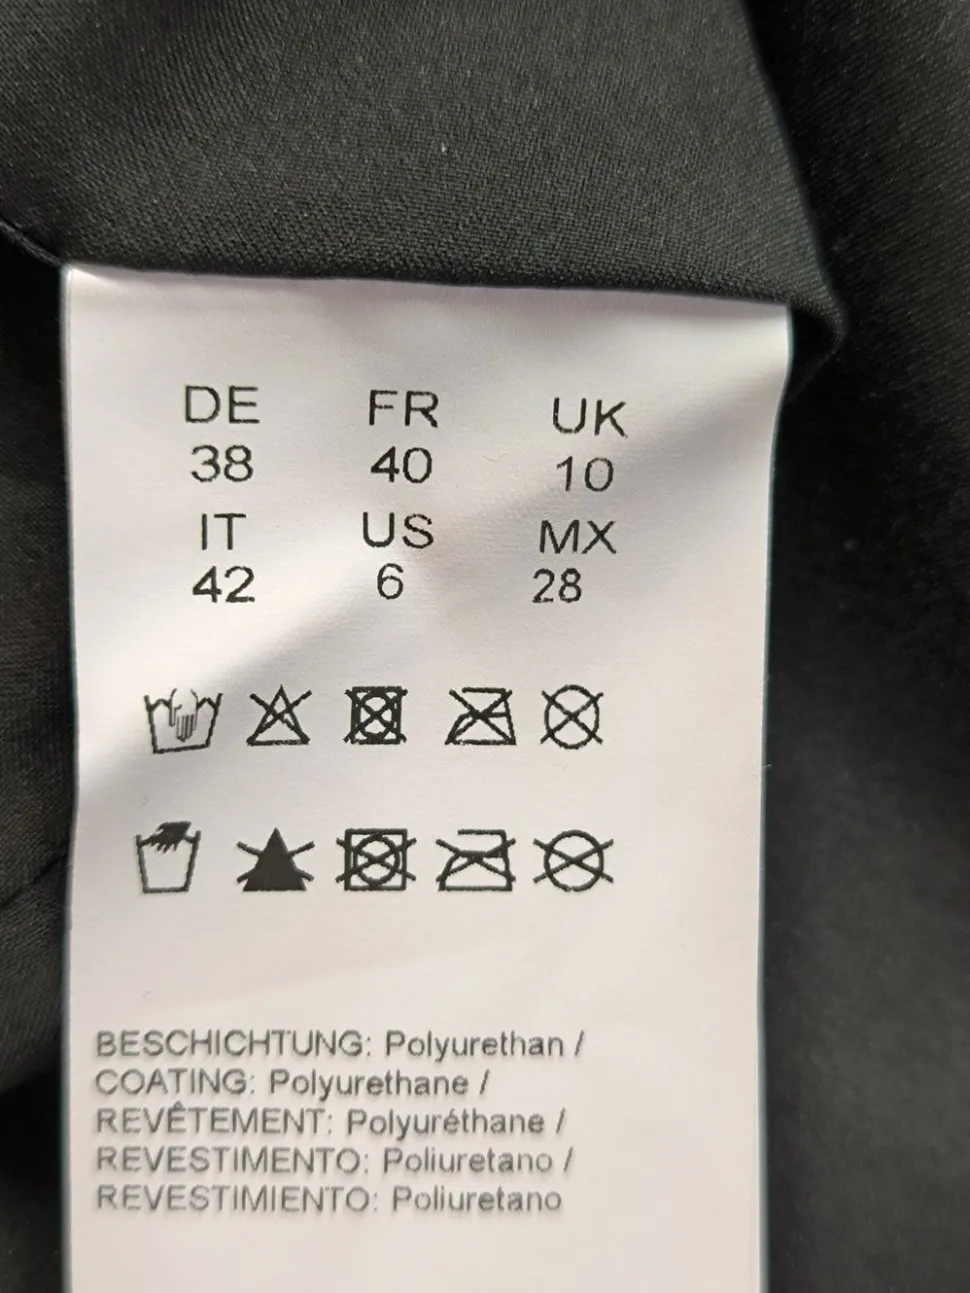 DE FR UK
38 40 10
IT US MX
42 6 28
BESCHICHTUNG: Polyurethan /
COATING: Polyurethane /
REVÊTEMENT: Polyuréthane /
REVESTIMENTO: Poliuretano /
REVESTIMIENTO: Poliuretano